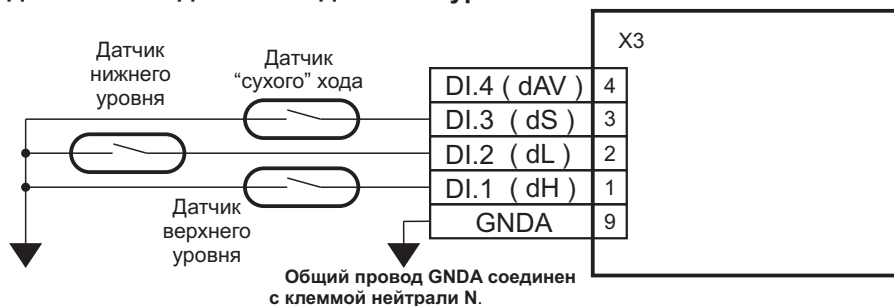 Датчик
нижнего
уровня
Датчик
“сухого” хода
X3
DI.4 ( dAV ) 4
DI.3 ( dS ) 3
DI.2 ( dL ) 2
DI.1 ( dH ) 1
GNDA 9
Датчик
верхнего
уровня
Общий провод GNDA соединен
с клеммой нейтрали N.